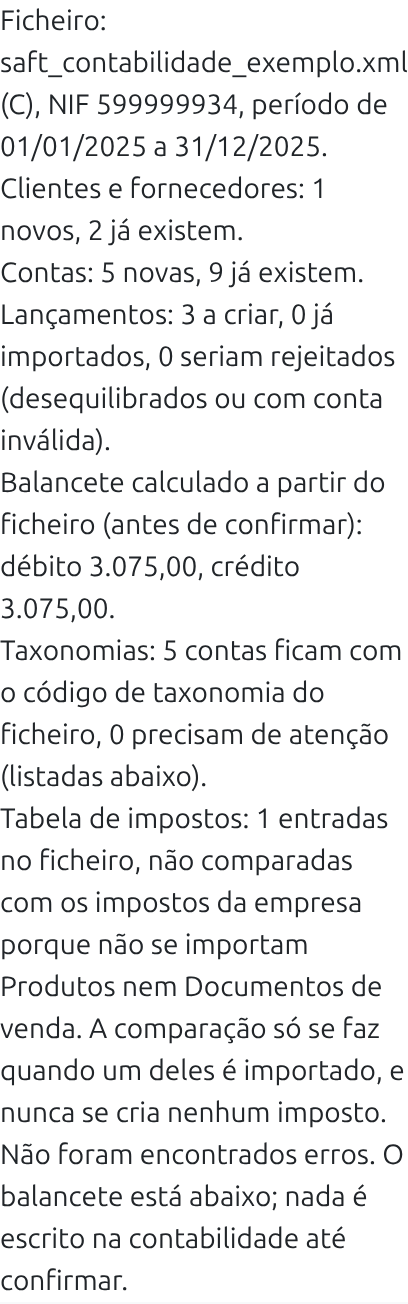 Ficheiro:
saft_contabilidade_exemplo.xml
(C), NIF 599999934, período de
01/01/2025 a 31/12/2025.
Clientes e fornecedores: 1
novos, 2 já existem.
Contas: 5 novas, 9 já existem.
Lançamentos: 3 a criar, 0 já
importados, 0 seriam rejeitados
(desequilibrados ou com conta
inválida).
Balancete calculado a partir do
ficheiro (antes de confirmar):
débito 3.075,00, crédito
3.075,00.
Taxonomias: 5 contas ficam com
o código de taxonomia do
ficheiro, 0 precisam de atenção
(listadas abaixo).
Tabela de impostos: 1 entradas
no ficheiro, não comparadas
com os impostos da empresa
porque não se importam
Produtos nem Documentos de
venda. A comparação só se faz
quando um deles é importado, e
nunca se cria nenhum imposto.
Não foram encontrados erros. O
balancete está abaixo; nada é
escrito na contabilidade até
confirmar.